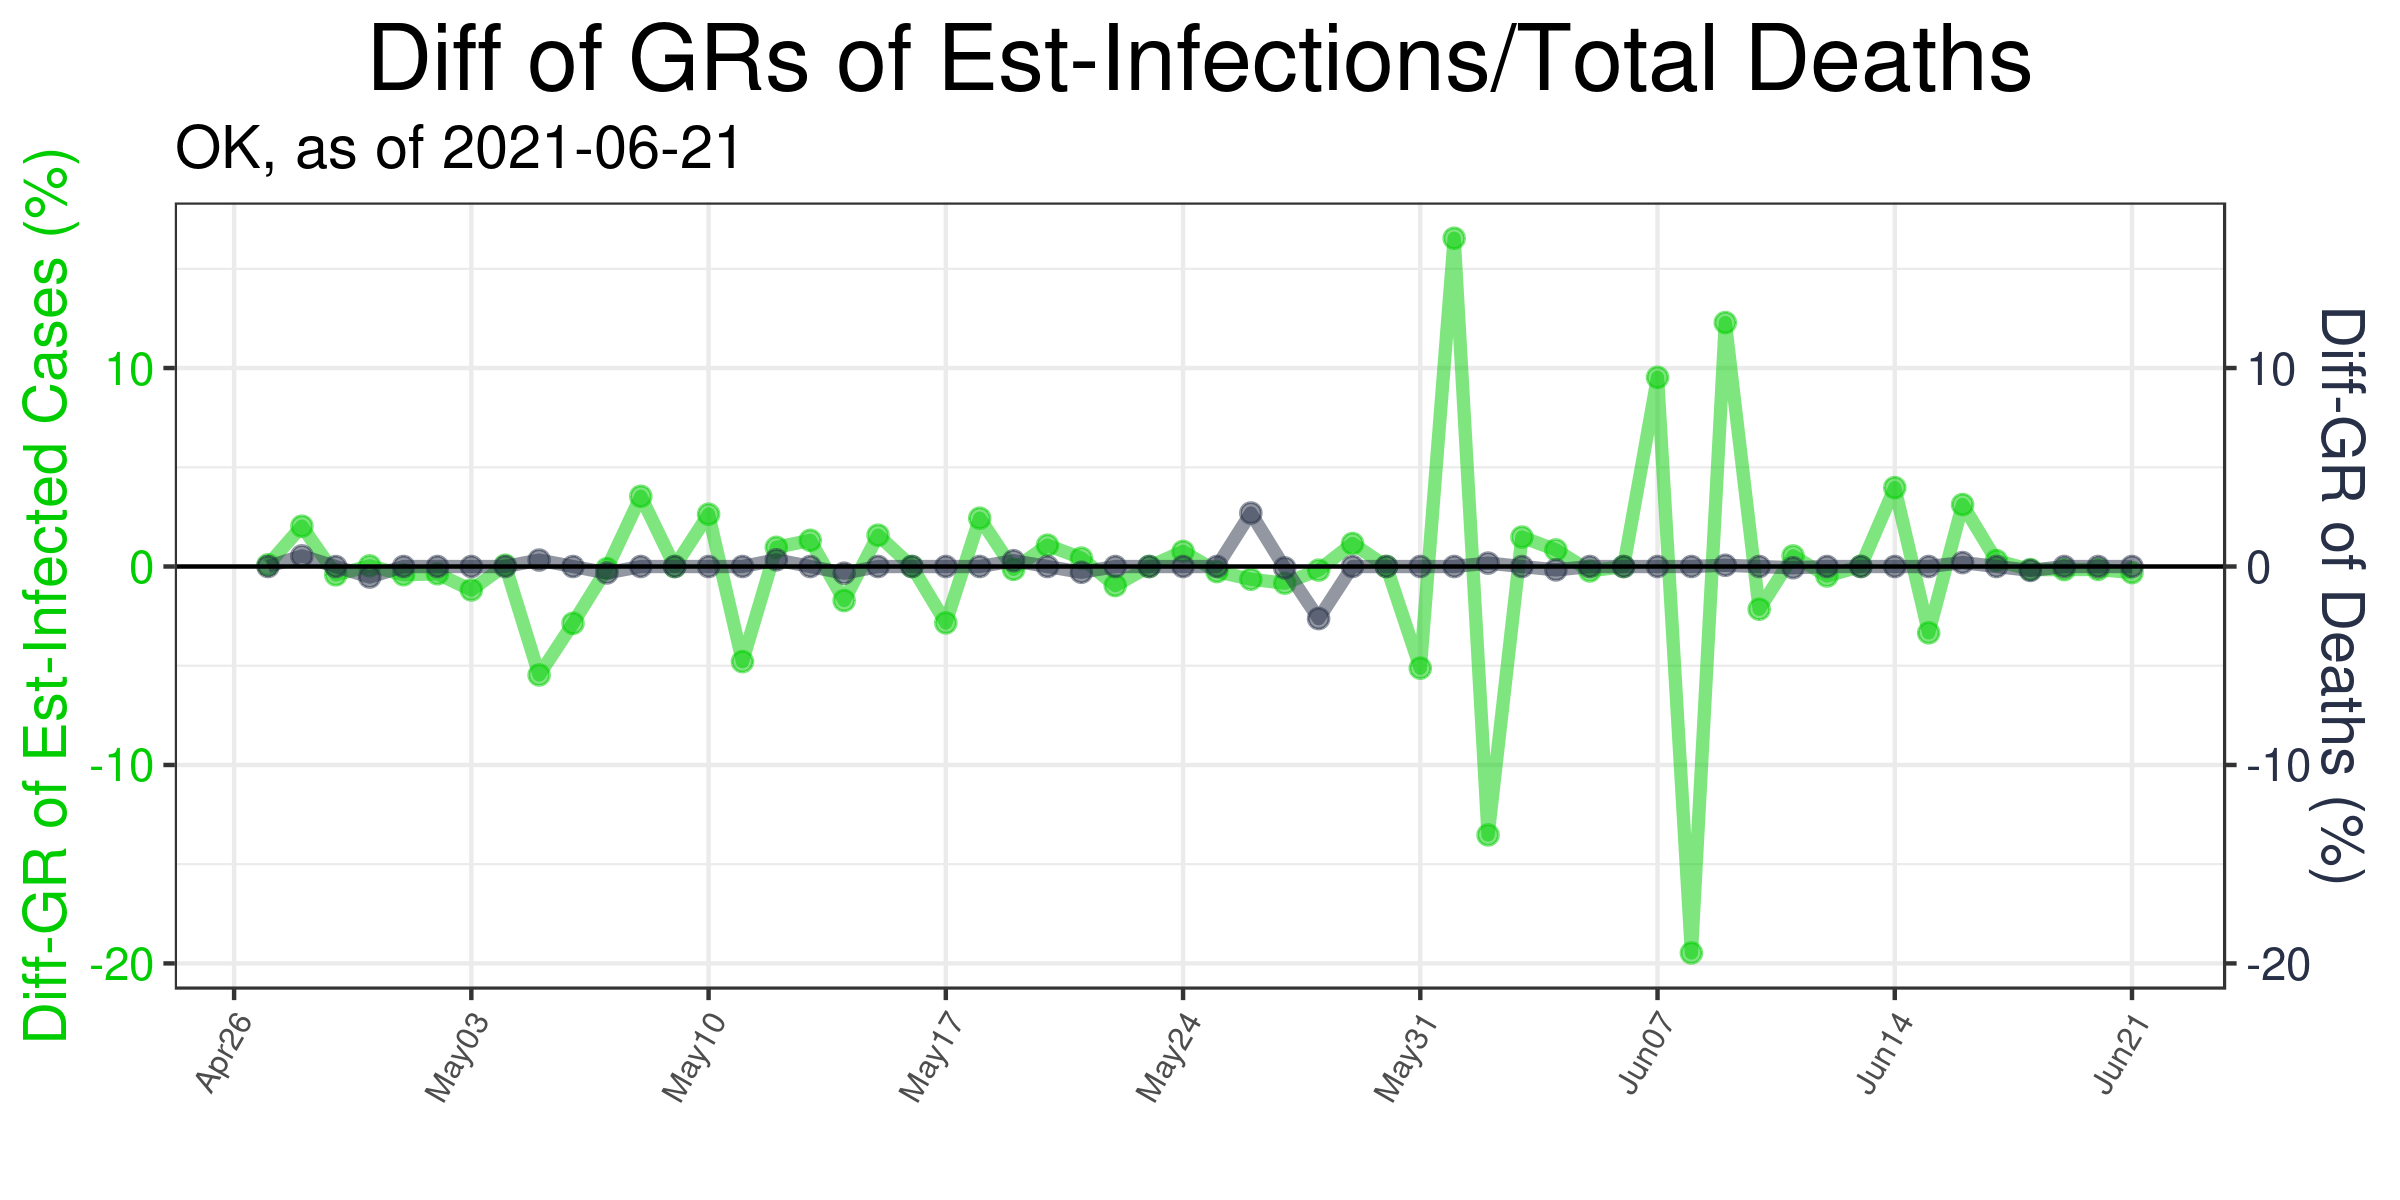 Diff of GRs of Est-Infections/Total Deaths
OK, as of 2021-06-21
Diff-GR of Est-Infected Cases (%)
10
0
-10
-20
10
0
-10
-20
Diff-GR of Deaths (%)
Apr26
May03
May10
May17
May24
May31
Jun07
Jun14
Jun21